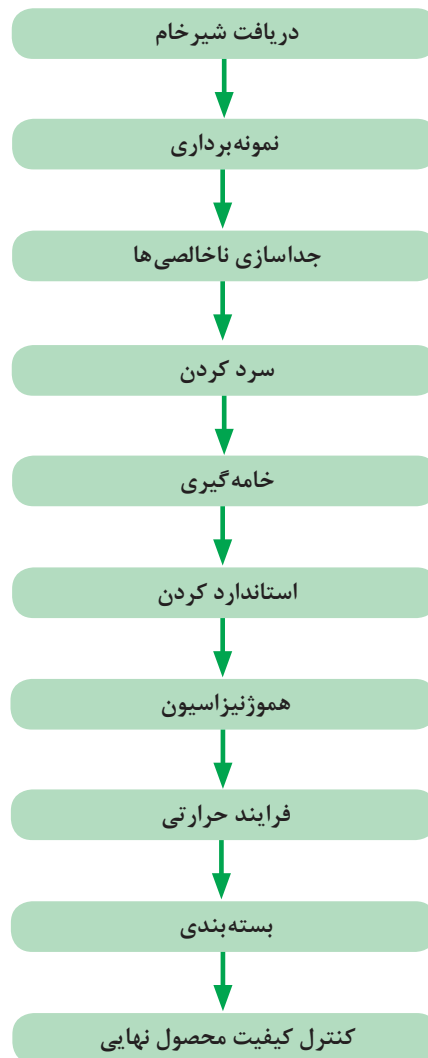 دریافت شیرخام
نمونه‌برداری
جداسازی ناخالصی‌ها
سرد کردن
خامه‌گیری
استاندارد کردن
هموژنیزاسیون
فرایند حرارتی
بسته‌بندی
کنترل کیفیت محصول نهایی